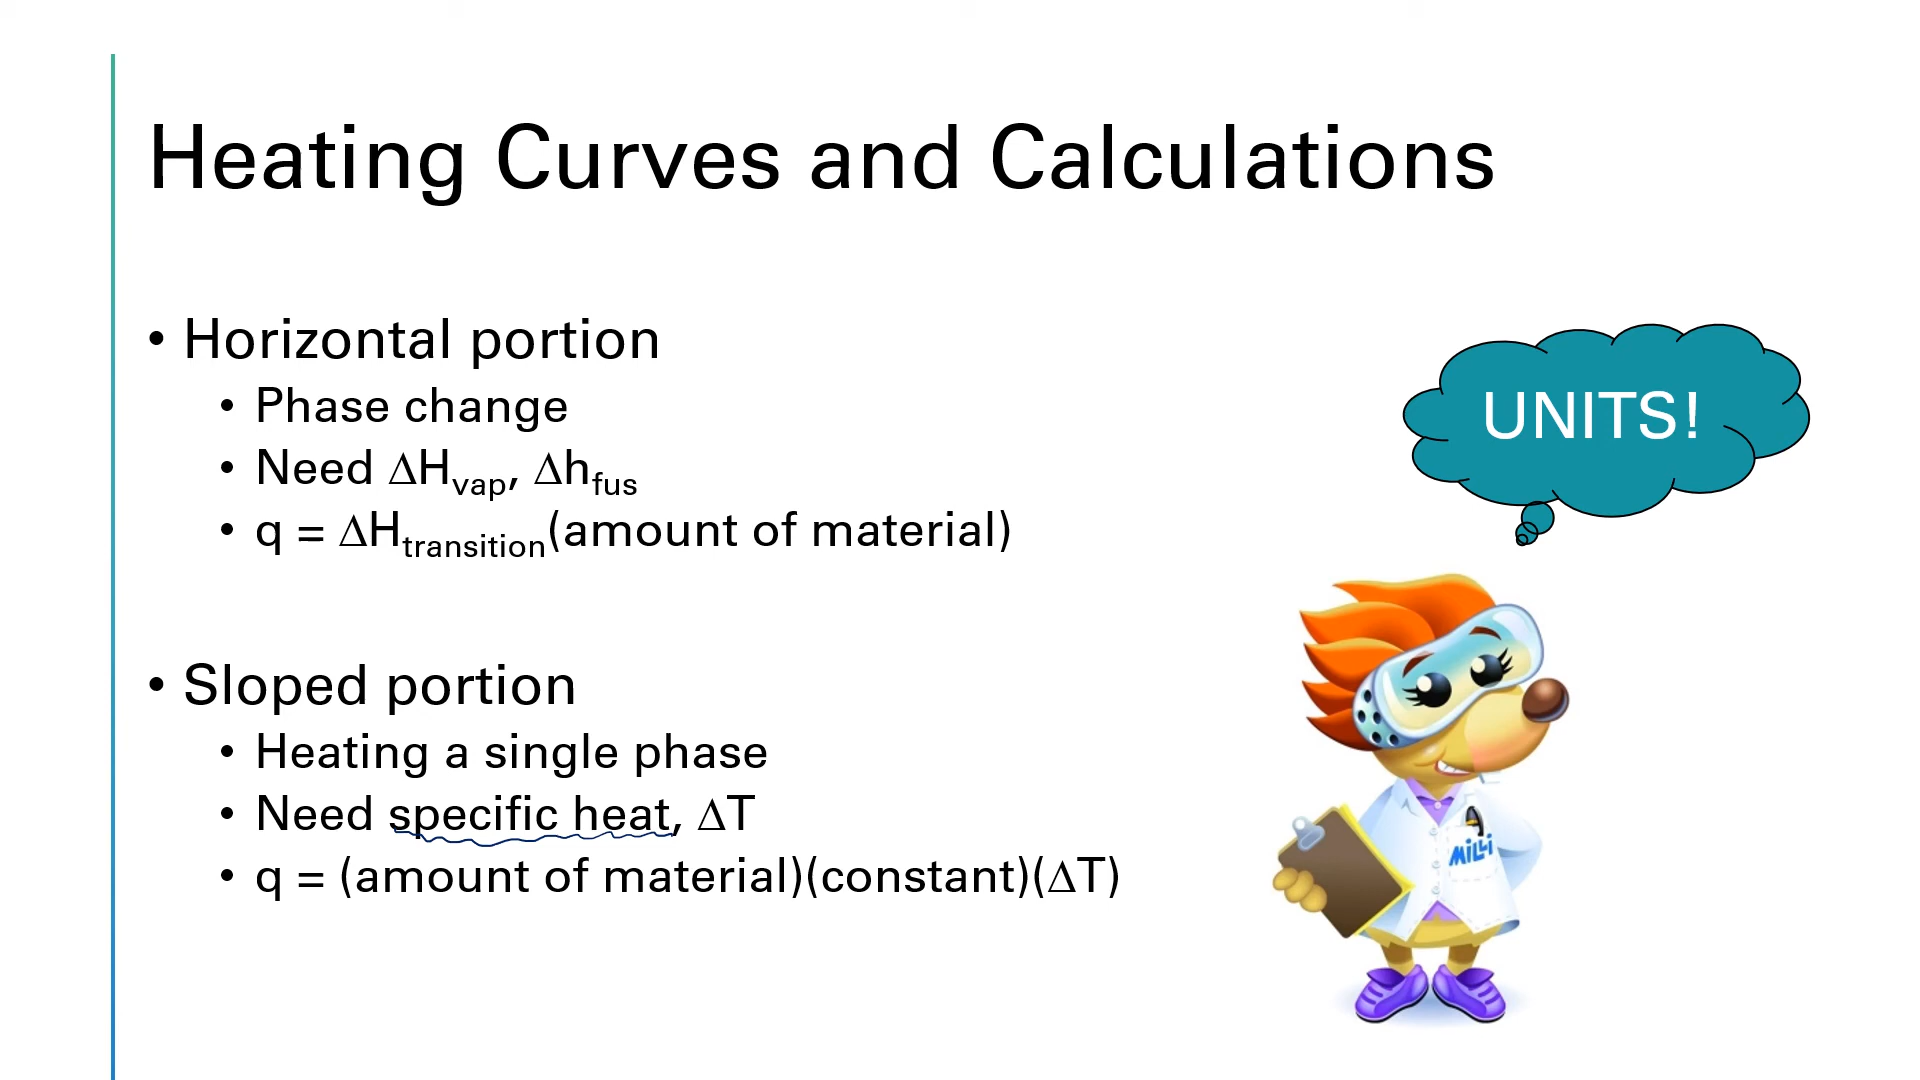 Heating Curves and Calculations
• Horizontal portion
• Phase change
• Need ΔHvap, Δhfus
• q = ΔHtransition(amount of material)
UNITS!
• Sloped portion
• Heating a single phase
• Need specific heat, ΔT
• q = (amount of material)(constant)(ΔT)
MiLLi